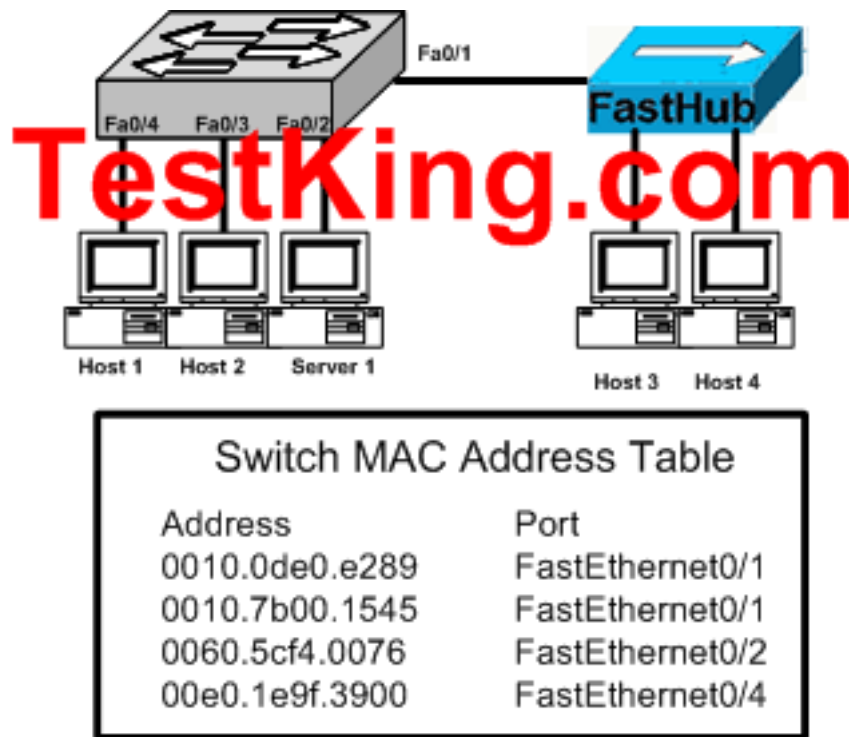 Fa0/1
FastHub
Fa0/4 Fa0/3 Fa0/2
TestKing.com
Host 1 Host 2 Server 1
Host 3 Host 4
Switch MAC Address Table
Address Port
0010.0de0.e289 FastEthernet0/1
0010.7b00.1545 FastEthernet0/1
0060.5cf4.0076 FastEthernet0/2
00e0.1e9f.3900 FastEthernet0/4